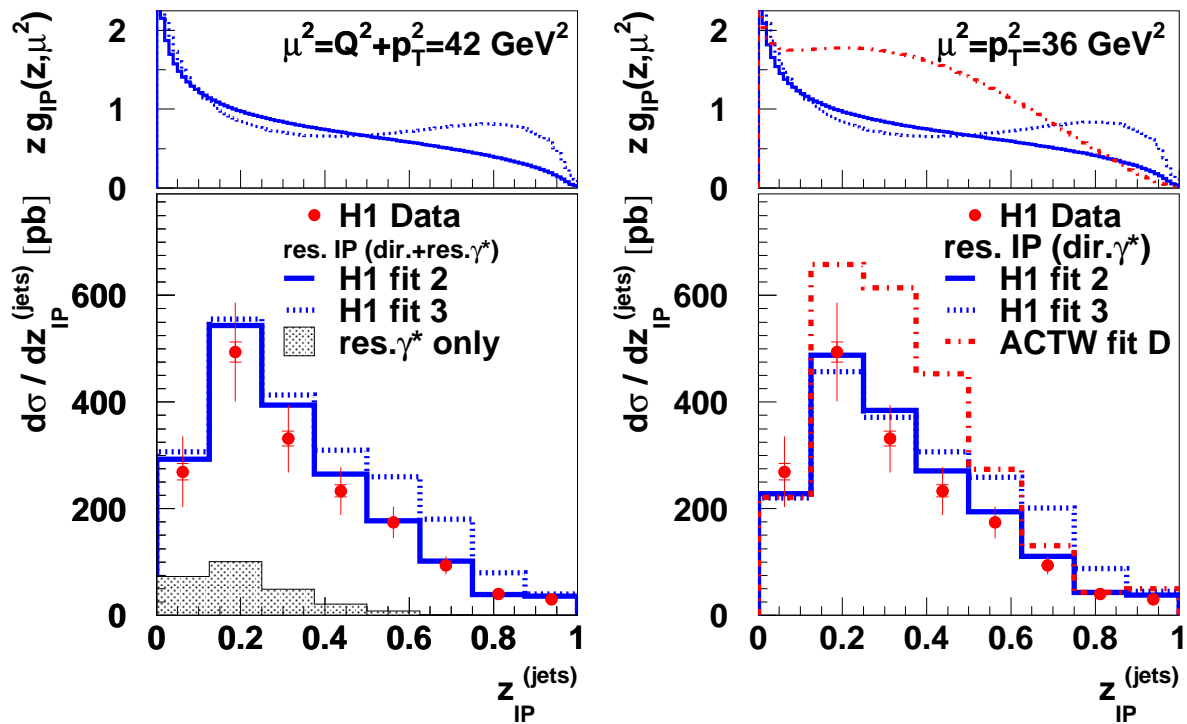 z g_IP(z,μ²)
2
1
0
μ²=Q²+p_T²=42 GeV²
dσ / dz_IP^(jets) [pb]
600
400
200
0
H1 Data
res. IP (dir.+res.γ*)
H1 fit 2
H1 fit 3
res.γ* only
0 0.2 0.4 0.6 0.8 1
z_IP^(jets)
z g_IP(z,μ²)
2
1
0
μ²=p_T²=36 GeV²
dσ / dz_IP^(jets) [pb]
600
400
200
0
H1 Data
res. IP (dir.γ*)
H1 fit 2
H1 fit 3
ACTW fit D
0 0.2 0.4 0.6 0.8 1
z_IP^(jets)